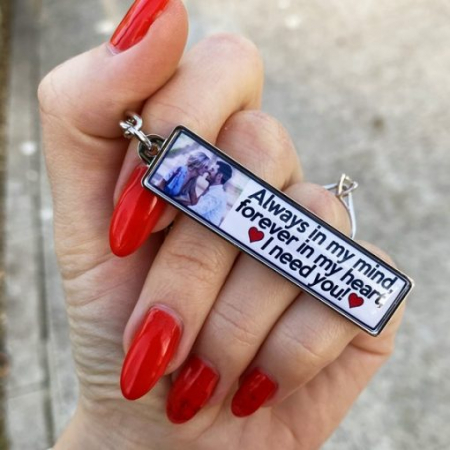 Always in my mind,
forever in my heart,
I need you!